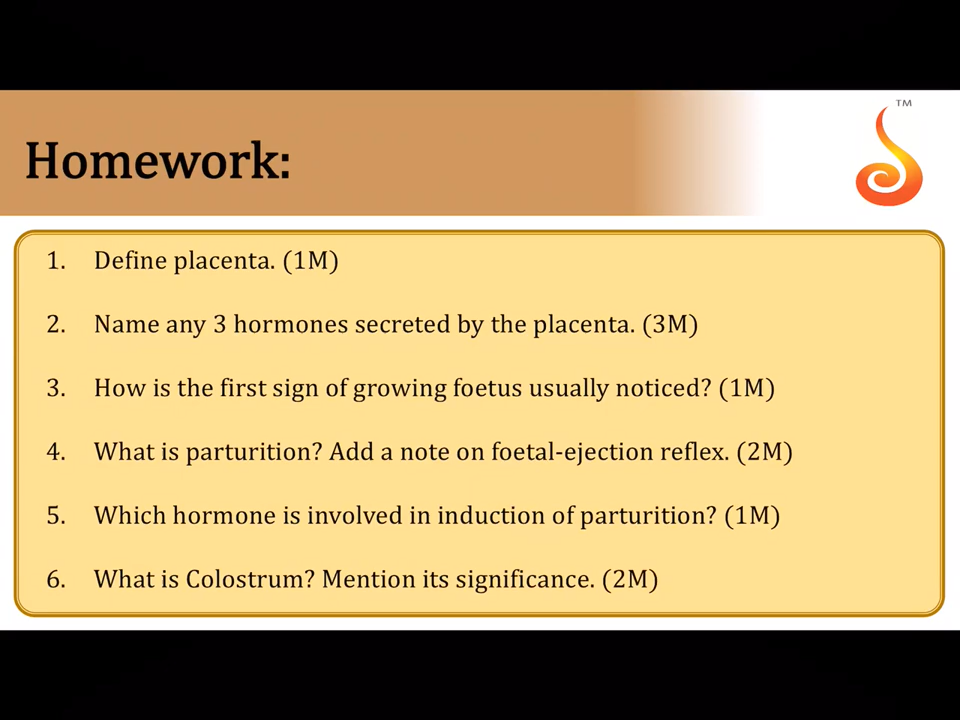 TM
Homework:
1. Define placenta. (1M)
2. Name any 3 hormones secreted by the placenta. (3M)
3. How is the first sign of growing foetus usually noticed? (1M)
4. What is parturition? Add a note on foetal-ejection reflex. (2M)
5. Which hormone is involved in induction of parturition? (1M)
6. What is Colostrum? Mention its significance. (2M)